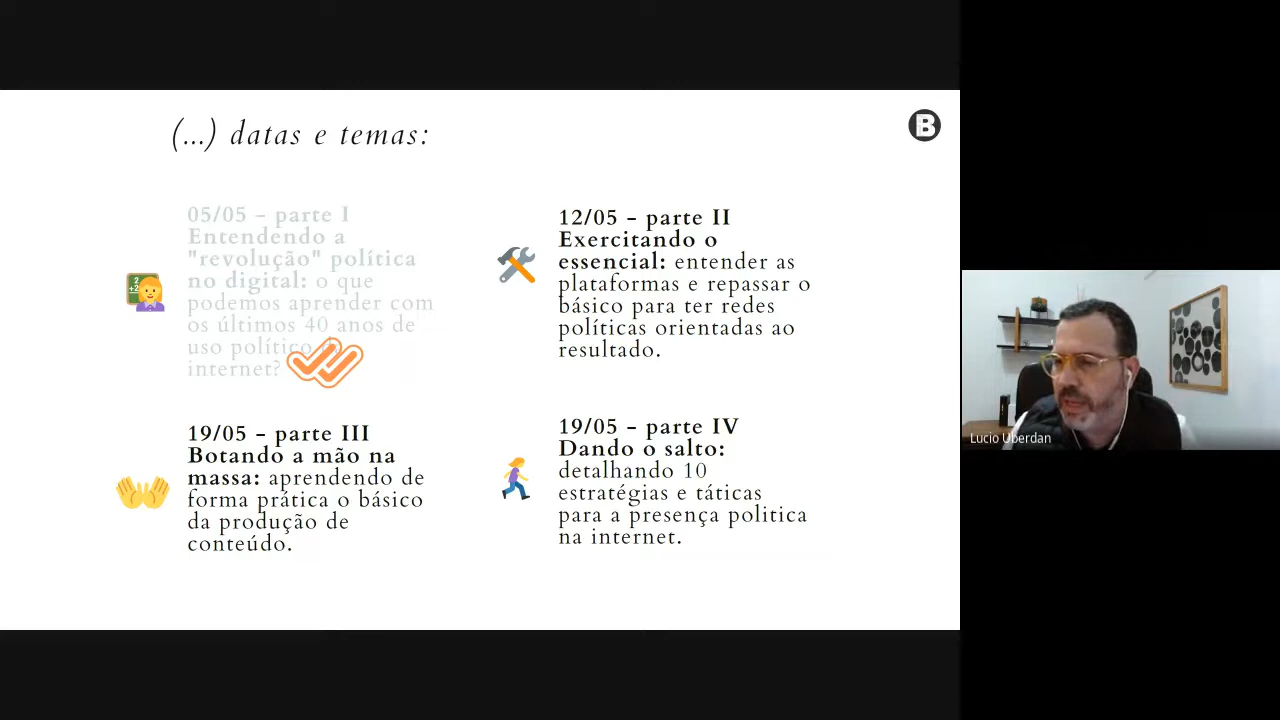 (...) datas e temas:
B
05/05 - parte I
Entendendo a
"revolução" política
no digital: o que
podemos aprender com
os últimos 40 anos de
uso político
internet?
12/05 - parte II
Exercitando o
essencial: entender as
plataformas e repassar o
básico para ter redes
políticas orientadas ao
resultado.
19/05 - parte III
Botando a mão na
massa: aprendendo de
forma prática o básico
da produção de
conteúdo.
19/05 - parte IV
Dando o salto:
detalhando 10
estratégias e táticas
para a presença politica
na internet.
Lucio Uberdan